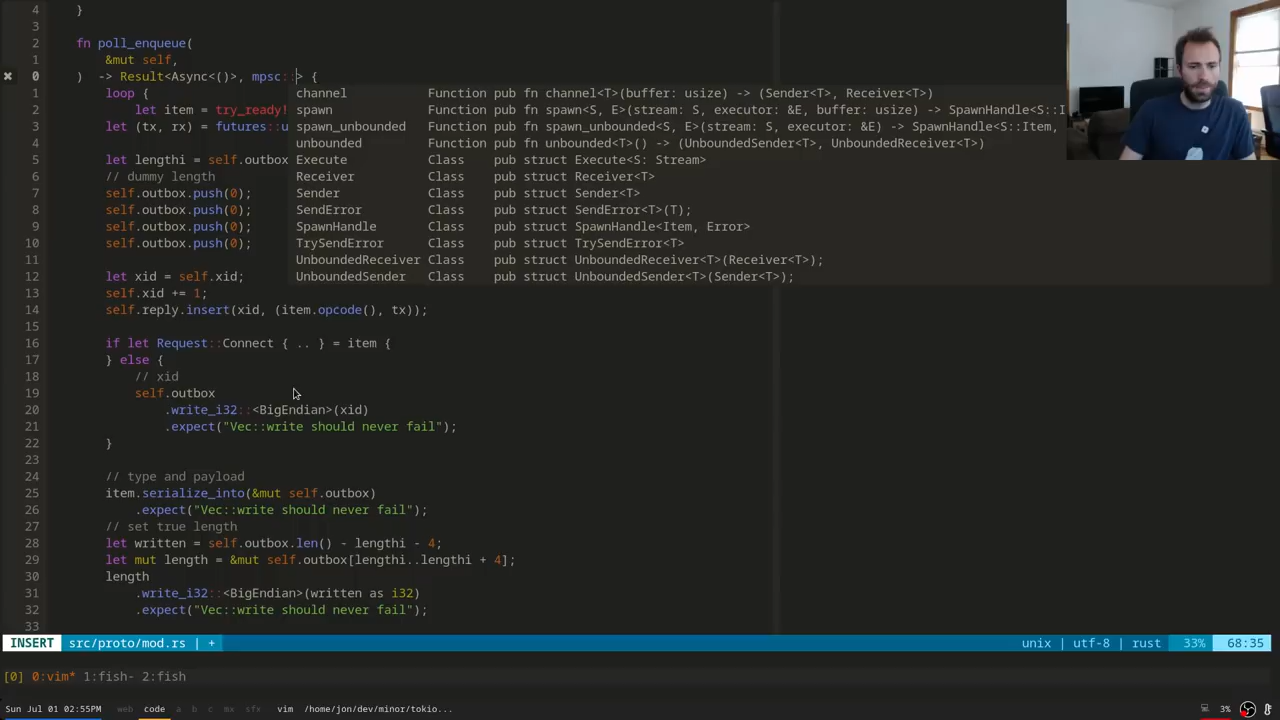 4 }
3
2 fn poll_enqueue(
1 &mut self,
0 ) -> Result<Async<()>, mpsc::> {
1 loop {
channel Function pub fn channel<T>(buffer: usize) -> (Sender<T>, Receiver<T>)
2 let item = try_ready!
spawn Function pub fn spawn<S, E>(stream: S, executor: &E, buffer: usize) -> SpawnHandle<S::I
3 let (tx, rx) = futures::u
spawn_unbounded Function pub fn spawn_unbounded<S, E>(stream: S, executor: &E) -> SpawnHandle<S::Item,
4
unbounded Function pub fn unbounded<T>() -> (UnboundedSender<T>, UnboundedReceiver<T>)
5 let lengthi = self.outbox
Execute Class pub struct Execute<S: Stream>
6 // dummy length
Receiver Class pub struct Receiver<T>
7 self.outbox.push(0);
Sender Class pub struct Sender<T>
8 self.outbox.push(0);
SendError Class pub struct SendError<T>(T);
9 self.outbox.push(0);
SpawnHandle Class pub struct SpawnHandle<Item, Error>
10 self.outbox.push(0);
TrySendError Class pub struct TrySendError<T>
11
UnboundedReceiver Class pub struct UnboundedReceiver<T>(Receiver<T>);
12 let xid = self.xid;
UnboundedSender Class pub struct UnboundedSender<T>(Sender<T>);
13 self.xid += 1;
14 self.reply.insert(xid, (item.opcode(), tx));
15
16 if let Request::Connect { .. } = item {
17 } else {
18 // xid
19 self.outbox
20 .write_i32::<BigEndian>(xid)
21 .expect("Vec::write should never fail");
22 }
23
24 // type and payload
25 item.serialize_into(&mut self.outbox)
26 .expect("Vec::write should never fail");
27 // set true length
28 let written = self.outbox.len() - lengthi - 4;
29 let mut length = &mut self.outbox[lengthi..lengthi + 4];
30 length
31 .write_i32::<BigEndian>(written as i32)
32 .expect("Vec::write should never fail");
33
INSERT src/proto/mod.rs | + unix | utf-8 | rust 33% 68:35
[0] 0:vim* 1:fish- 2:fish
Sun Jul 01 02:55PM web code a b c mx sfx vim /home/jon/dev/minor/tokio... 3%